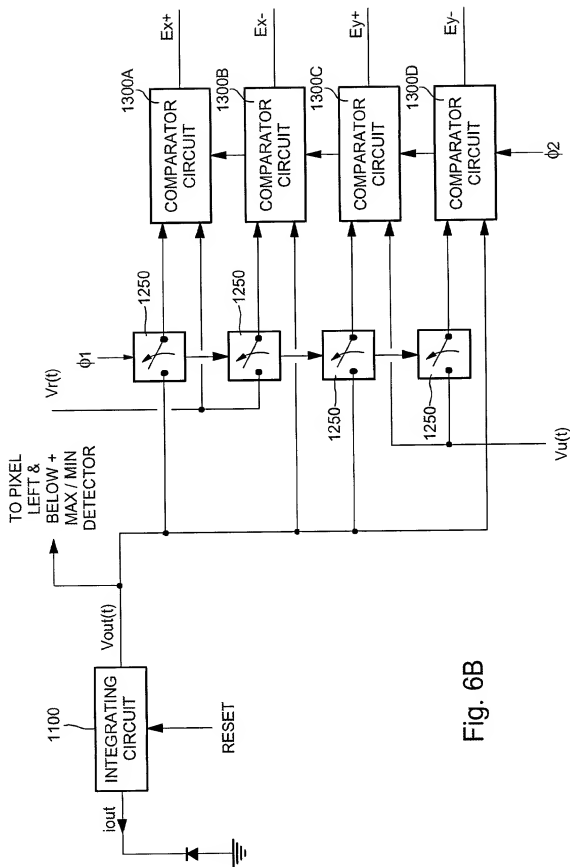 TO PIXEL
LEFT &
BELOW +
MAX / MIN
DETECTOR
Vr(t)
ϕ1
1250
1250
1250
1250
1300A
COMPARATOR
CIRCUIT
Ex+
1300B
COMPARATOR
CIRCUIT
Ex-
1300C
COMPARATOR
CIRCUIT
Ey+
1300D
COMPARATOR
CIRCUIT
Ey-
ϕ2
Vu(t)
1100
INTEGRATING
CIRCUIT
Vout(t)
iout
RESET
Fig. 6B